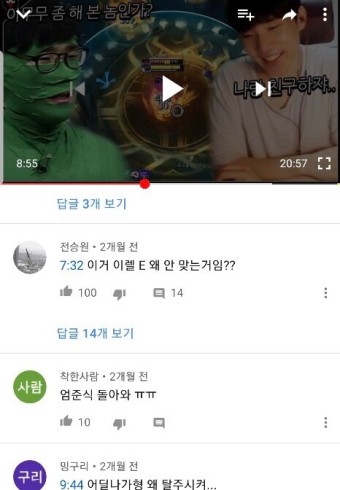 아무무 좀 해 본 놈인가?
나랑 친구하자..
8:55
20:57
답글 3개 보기
전승원 • 2개월 전
7:32 이거 이렐 E 왜 안 맞는거임??
100
14
답글 14개 보기
사람
착한사람 • 2개월 전
엄준식 돌아와 ㅠㅠ
10
구리
밍구리 • 2개월 전
9:44 어딜나가형 왜 탈주시켜...